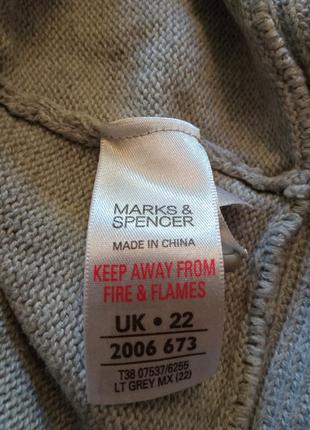 MARKS &
SPENCER
MADE IN CHINA
KEEP AWAY FROM
FIRE & FLAMES
UK • 22
2006 673
T38 07537/6255
LT GREY MX (22)